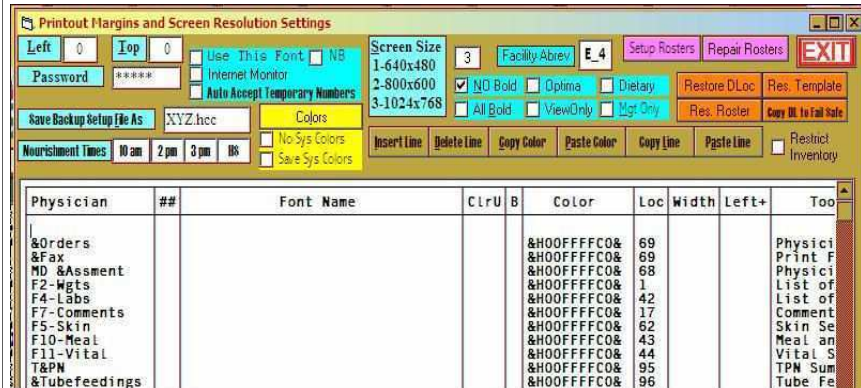 Printout Margins and Screen Resolution Settings
Left 0 Top 0 Use This Font NB Screen Size 3 Facility Abrev E_4 Setup Rosters Repair Rosters EXIT
Password ***** Internet Monitor 1-640x480
Auto Accept Temporary Numbers 2-800x600 NO Bold Optima Dietary Restore DLoc Res. Template
Save Backup Setup File As XYZ.hcc Colors 3-1024x768 All Bold ViewOnly Mgt Only Res. Roster Copy DL to Fail Safe
No Sys Colors
Nourishment Times 10 am 2 pm 3 pm HS Save Sys Colors Insert Line Delete Line Copy Color Paste Color Copy Line Paste Line Restrict Inventory
Physician ## Font Name ClrU B Color Loc Width Left+ Too
&Orders &H00FFFFC0& 69 Physici
&Fax &H00FFFFC0& 69 Print F
MD &Assment &H00FFFFC0& 68 Physici
F2-Wgts &H00FFFFC0& 1 List of
F4-Labs &H00FFFFC0& 42 List of
F7-Comments &H00FFFFC0& 17 Comment
F5-Skin &H00FFFFC0& 62 Skin Se
F10-Meal &H00FFFFC0& 43 Meal an
F11-Vital &H00FFFFC0& 44 Vital S
T&PN &H00FFFFC0& 95 TPN Sum
&Tubefeedings &H00FFFFC0& 96 Tube Fe